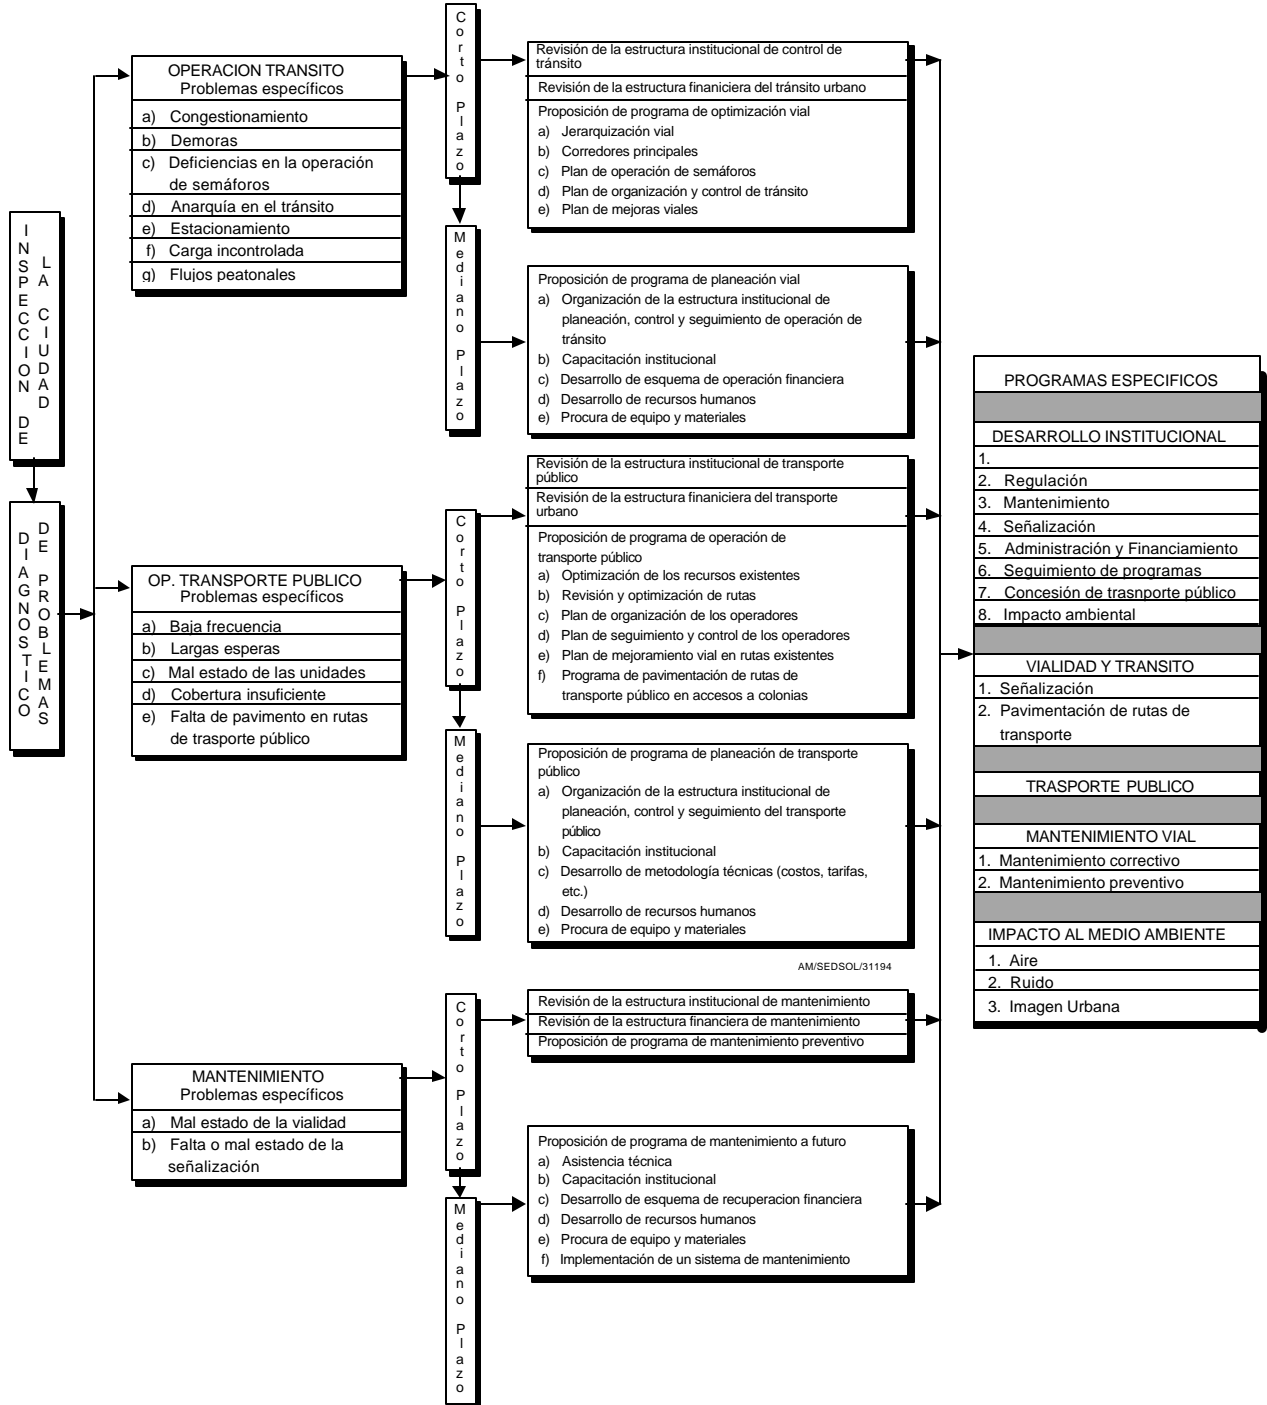 INSPECCION DE
LA CIUDAD
DIAGNOSTICO
DE PROBLEMAS
OPERACION TRANSITO
Problemas específicos
a) Congestionamiento
b) Demoras
c) Deficiencias en la operación
de semáforos
d) Anarquía en el tránsito
e) Estacionamiento
f) Carga incontrolada
g) Flujos peatonales
Corto Plazo
Revisión de la estructura institucional de control de
tránsito
Revisión de la estructura financiera del tránsito urbano
Proposición de programa de optimización vial
a) Jerarquización vial
b) Corredores principales
c) Plan de operación de semáforos
d) Plan de organización y control de tránsito
e) Plan de mejoras viales
Mediano Plazo
Proposición de programa de planeación vial
a) Organización de la estructura institucional de
planeación, control y seguimiento de operación de
tránsito
b) Capacitación institucional
c) Desarrollo de esquema de operación financiera
d) Desarrollo de recursos humanos
e) Procura de equipo y materiales
OP. TRANSPORTE PUBLICO
Problemas específicos
a) Baja frecuencia
b) Largas esperas
c) Mal estado de las unidades
d) Cobertura insuficiente
e) Falta de pavimento en rutas
de trasporte público
Corto Plazo
Revisión de la estructura institucional de transporte
público
Revisión de la estructura financiera del transporte
urbano
Proposición de programa de operación de
transporte público
a) Optimización de los recursos existentes
b) Revisión y optimización de rutas
c) Plan de organización de los operadores
d) Plan de seguimiento y control de los operadores
e) Plan de mejoramiento vial en rutas existentes
f) Programa de pavimentación de rutas de
transporte público en accesos a colonias
Mediano Plazo
Proposición de programa de planeación de transporte
público
a) Organización de la estructura institucional de
planeación, control y seguimiento del transporte
público
b) Capacitación institucional
c) Desarrollo de metodología técnicas (costos, tarifas,
etc.)
d) Desarrollo de recursos humanos
e) Procura de equipo y materiales
AM/SEDSOL/31194
MANTENIMIENTO
Problemas específicos
a) Mal estado de la vialidad
b) Falta o mal estado de la
señalización
Corto Plazo
Revisión de la estructura institucional de mantenimiento
Revisión de la estructura financiera de mantenimiento
Proposición de programa de mantenimiento preventivo
Mediano Plazo
Proposición de programa de mantenimiento a futuro
a) Asistencia técnica
b) Capacitación institucional
c) Desarrollo de esquema de recuperacion financiera
d) Desarrollo de recursos humanos
e) Procura de equipo y materiales
f) Implementación de un sistema de mantenimiento
PROGRAMAS ESPECIFICOS
DESARROLLO INSTITUCIONAL
1.
2. Regulación
3. Mantenimiento
4. Señalización
5. Administración y Financiamiento
6. Seguimiento de programas
7. Concesión de trasnporte público
8. Impacto ambiental
VIALIDAD Y TRANSITO
1. Señalización
2. Pavimentación de rutas de
transporte
TRASPORTE PUBLICO
MANTENIMIENTO VIAL
1. Mantenimiento correctivo
2. Mantenimiento preventivo
IMPACTO AL MEDIO AMBIENTE
1. Aire
2. Ruido
3. Imagen Urbana